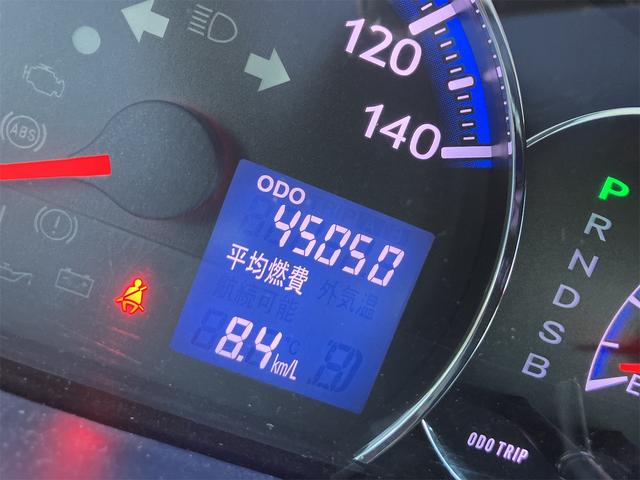 120
140
ABS
ODO
45050
平均燃費
外気温
航続可能
8.4 km/L
°C
P
R
N
D
S
B
E
ODO TRIP